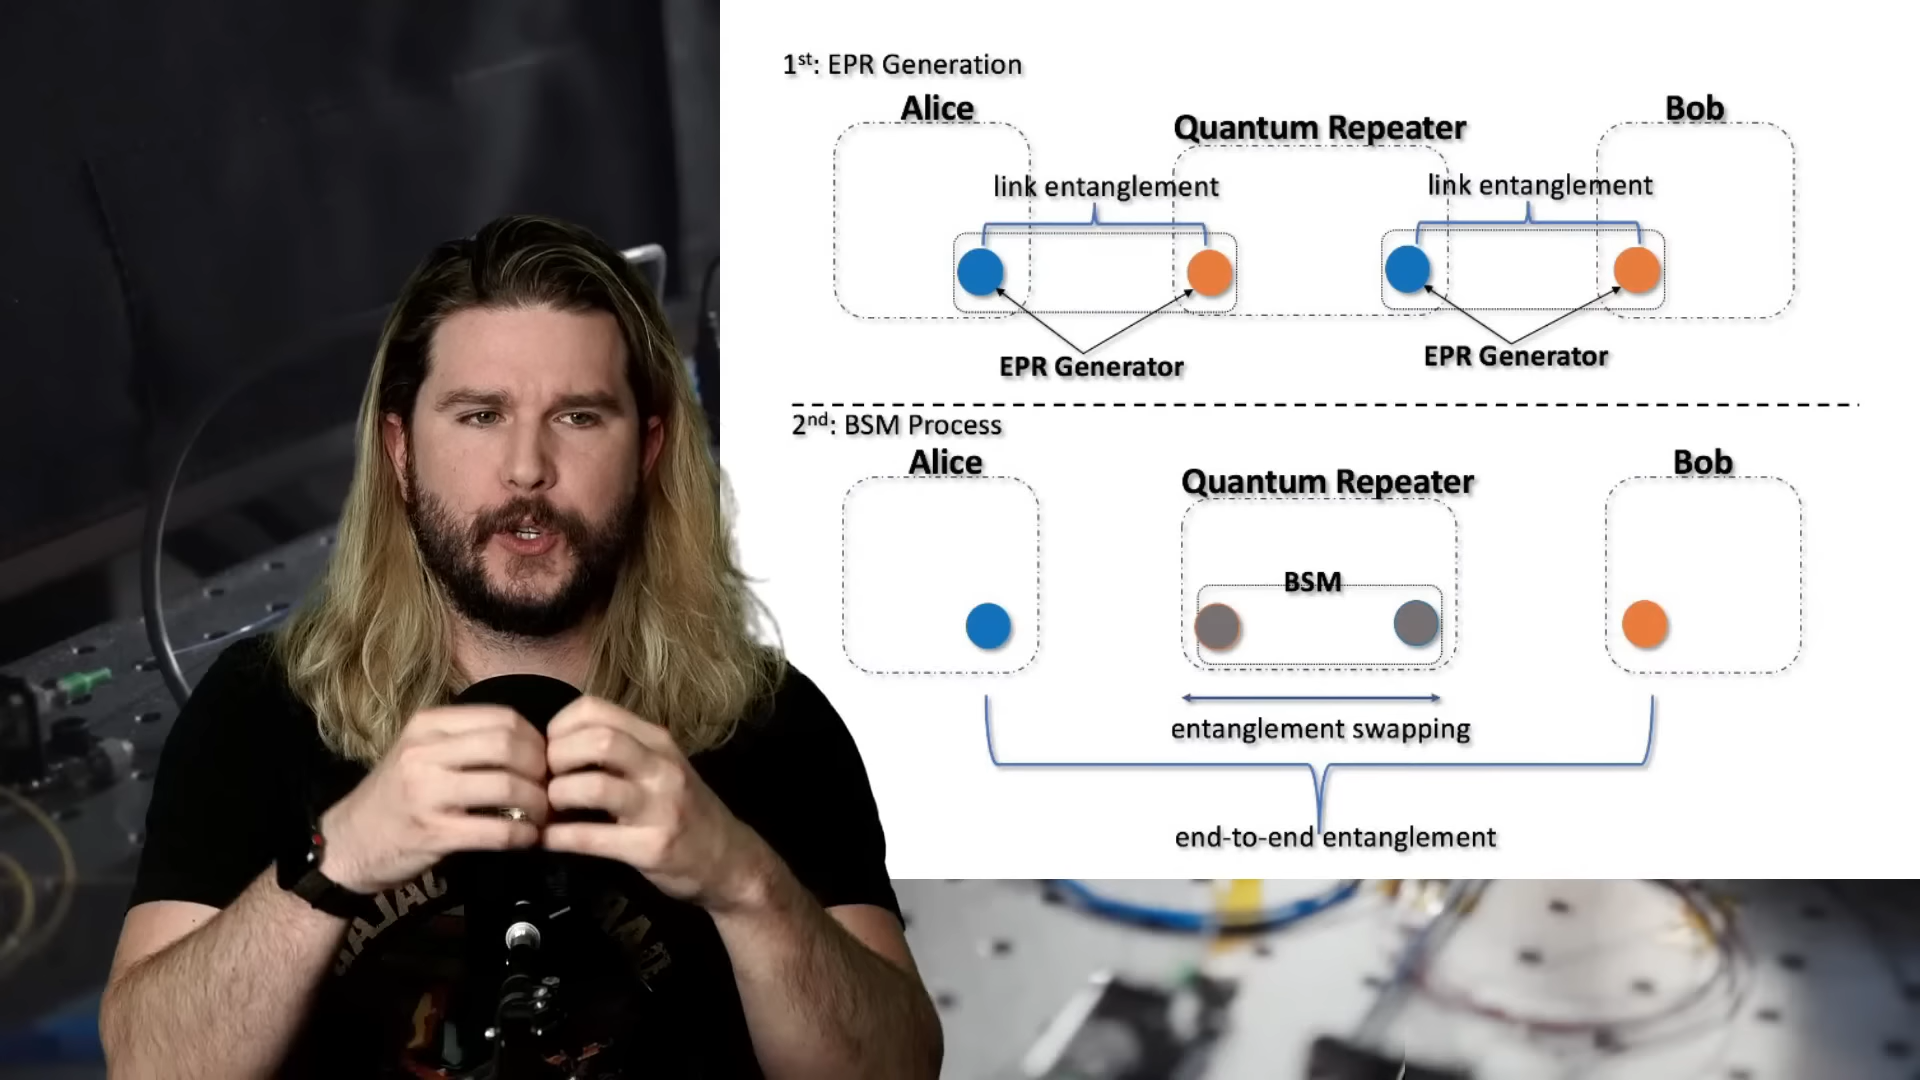 1st: EPR Generation
Alice
Quantum Repeater
Bob
link entanglement
link entanglement
EPR Generator
EPR Generator
2nd: BSM Process
Alice
Quantum Repeater
Bob
BSM
entanglement swapping
end-to-end entanglement